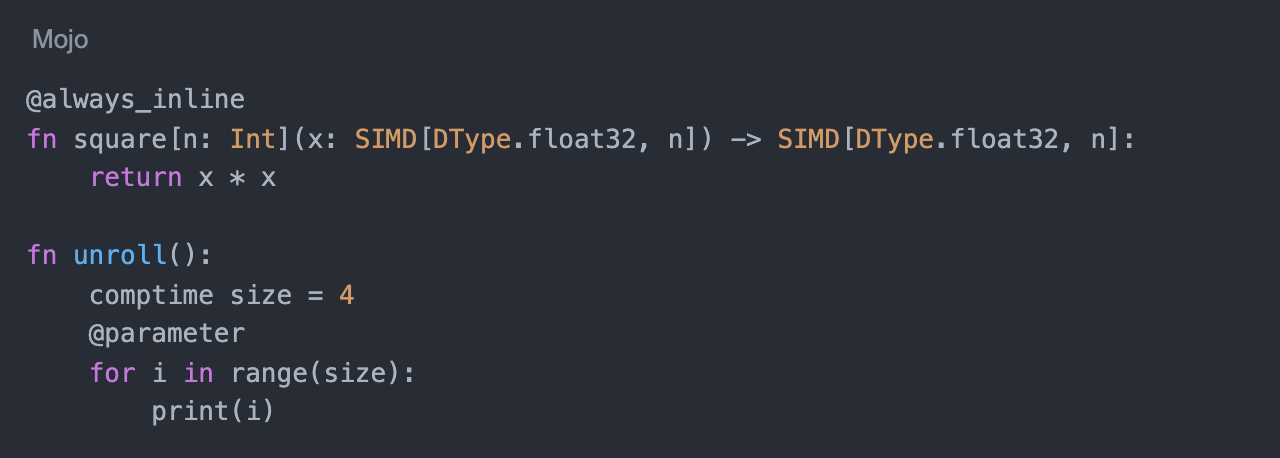 Mojo
@always_inline
fn square[n: Int](x: SIMD[DType.float32, n]) -> SIMD[DType.float32, n]:
    return x * x

fn unroll():
    comptime size = 4
    @parameter
    for i in range(size):
        print(i)